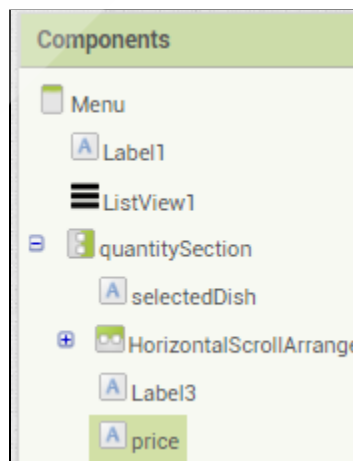 Components
Menu
Label1
ListView1
quantitySection
selectedDish
HorizontalScrollArrange
Label3
price